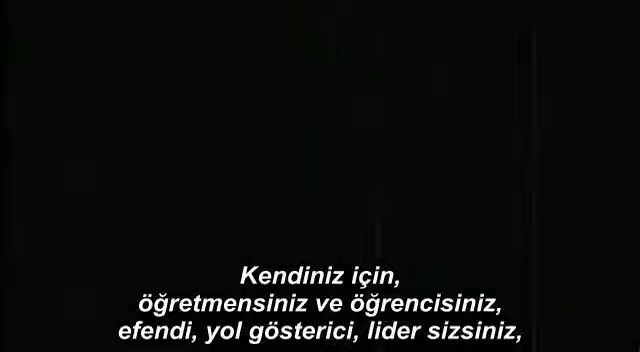 Kendiniz için,
öğretmensiniz ve öğrencisiniz,
efendi, yol gösterici, lider sizsiniz,